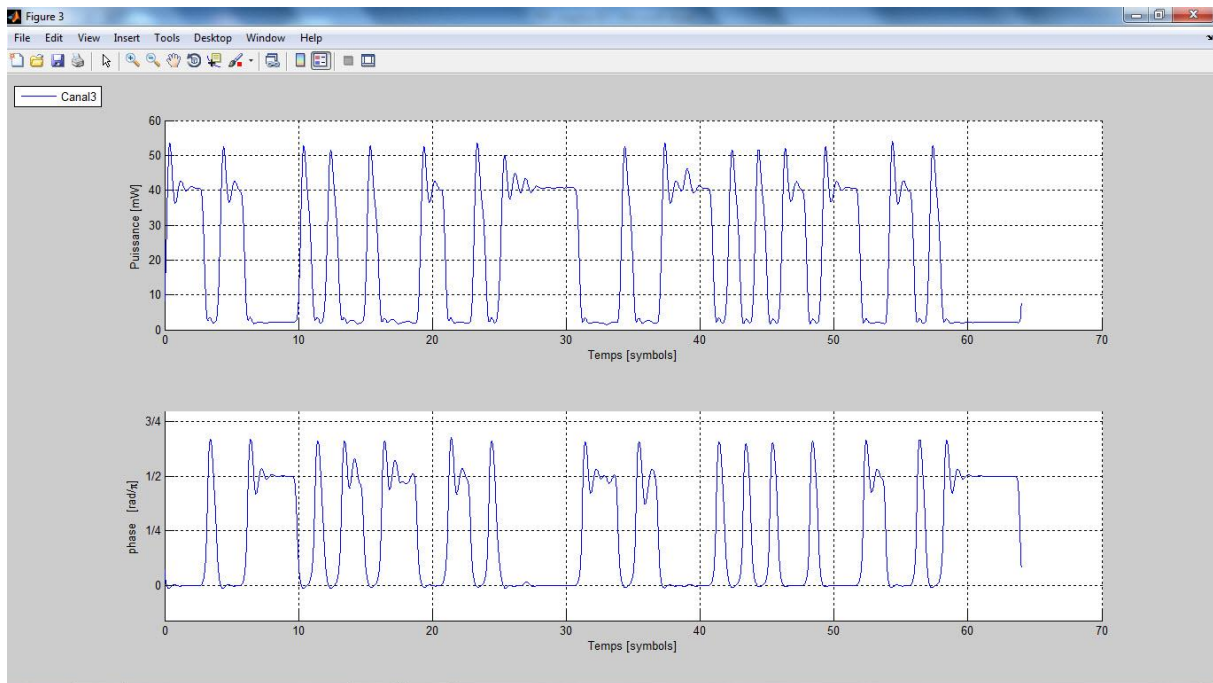 Figure 3
File Edit View Insert Tools Desktop Window Help
Canal3
60
50
40
30
20
10
0
Puissance [mW]
0 10 20 30 40 50 60 70
Temps [symbols]
3/4
1/2
1/4
0
phase [rad/π]
0 10 20 30 40 50 60 70
Temps [symbols]